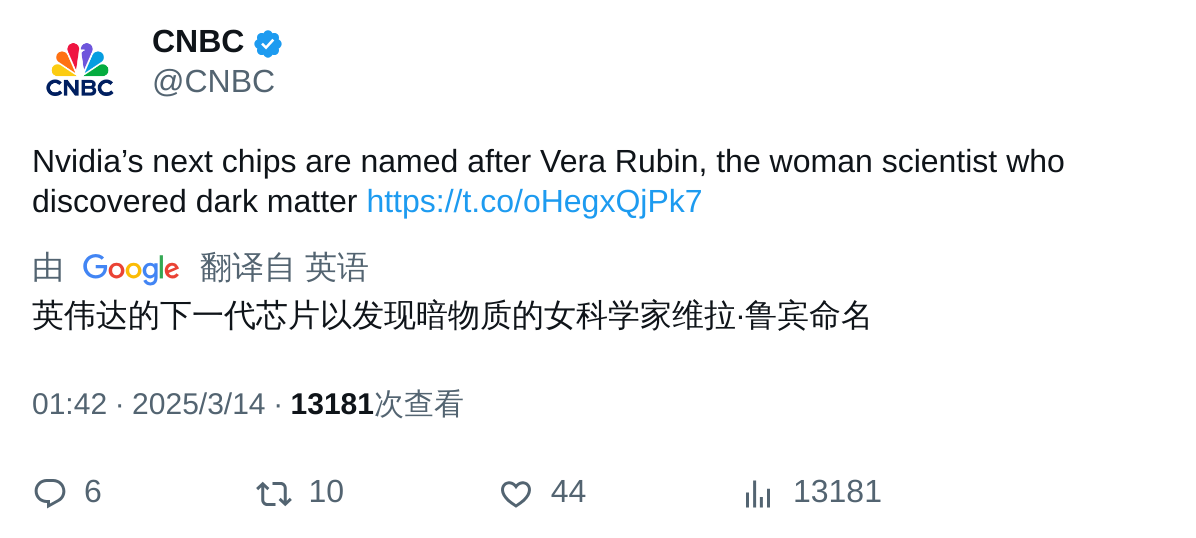 CNBC
CNBC
@CNBC
Nvidia’s next chips are named after Vera Rubin, the woman scientist who
discovered dark matter https://t.co/oHegxQjPk7
由 Google 翻译自 英语
英伟达的下一代芯片以发现暗物质的女科学家维拉·鲁宾命名
01:42 · 2025/3/14 · 13181次查看
6 10 44 13181